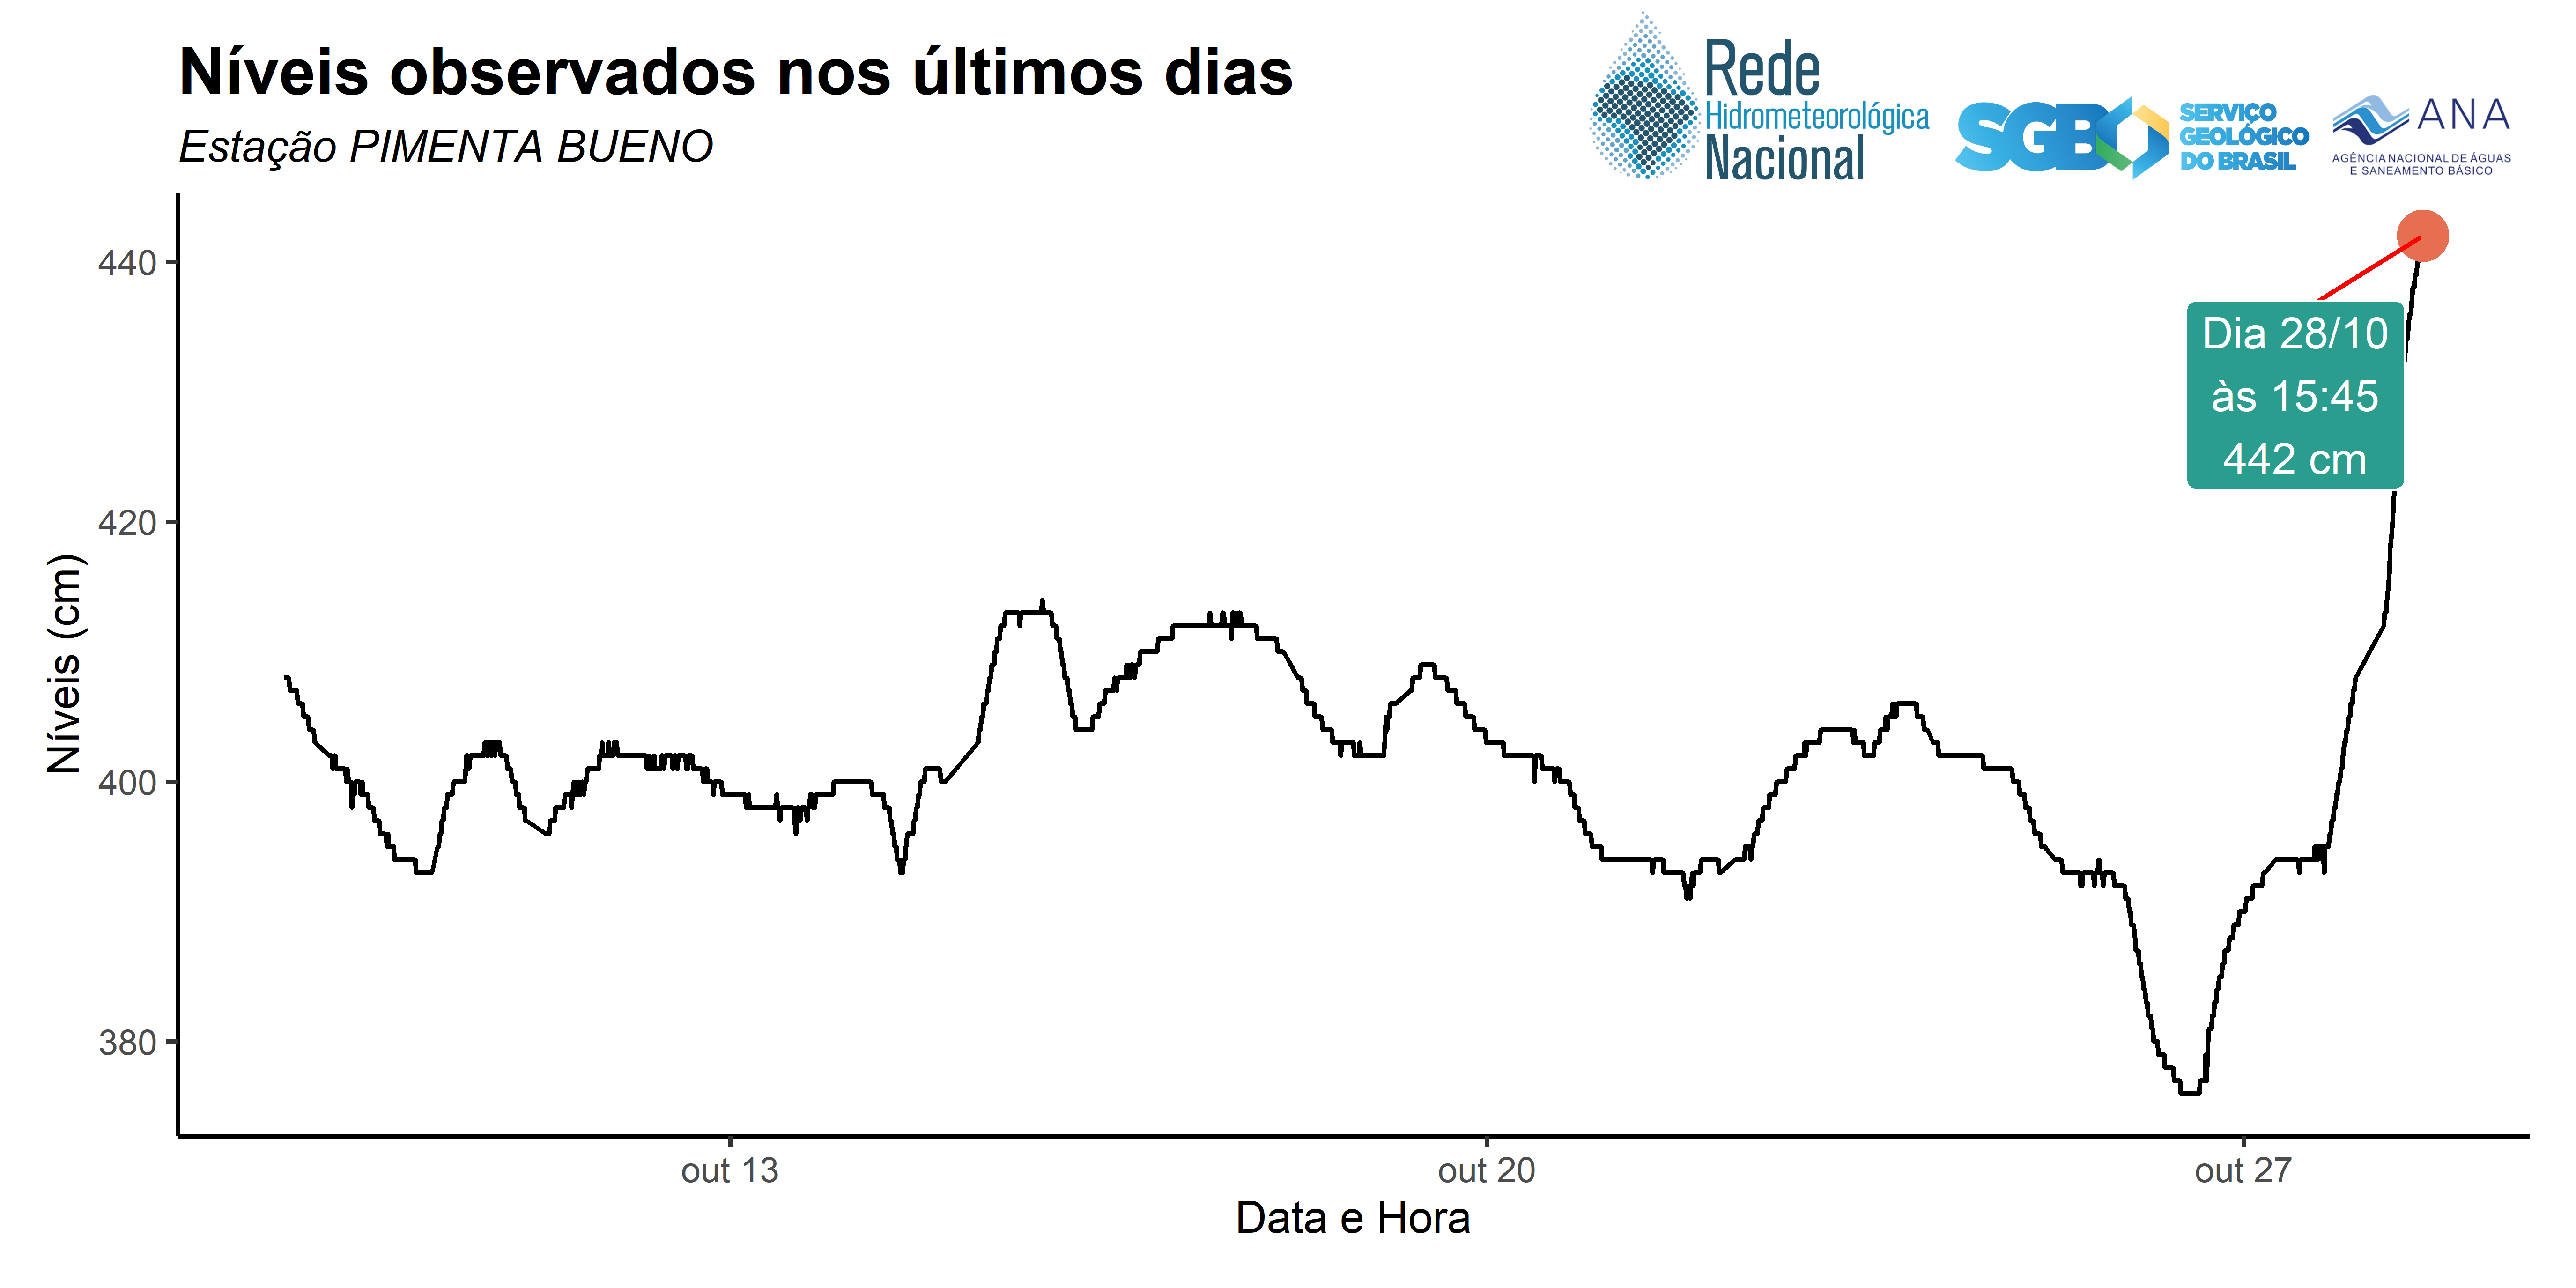 Níveis observados nos últimos dias
Estação PIMENTA BUENO
Rede
Hidrometeorológica
Nacional
SGB
SERVIÇO
GEOLÓGICO
DO BRASIL
ANA
AGÊNCIA NACIONAL DE ÁGUAS
E SANEAMENTO BÁSICO
440
420
400
380
Níveis (cm)
Dia 28/10
às 15:45
442 cm
out 13
out 20
out 27
Data e Hora